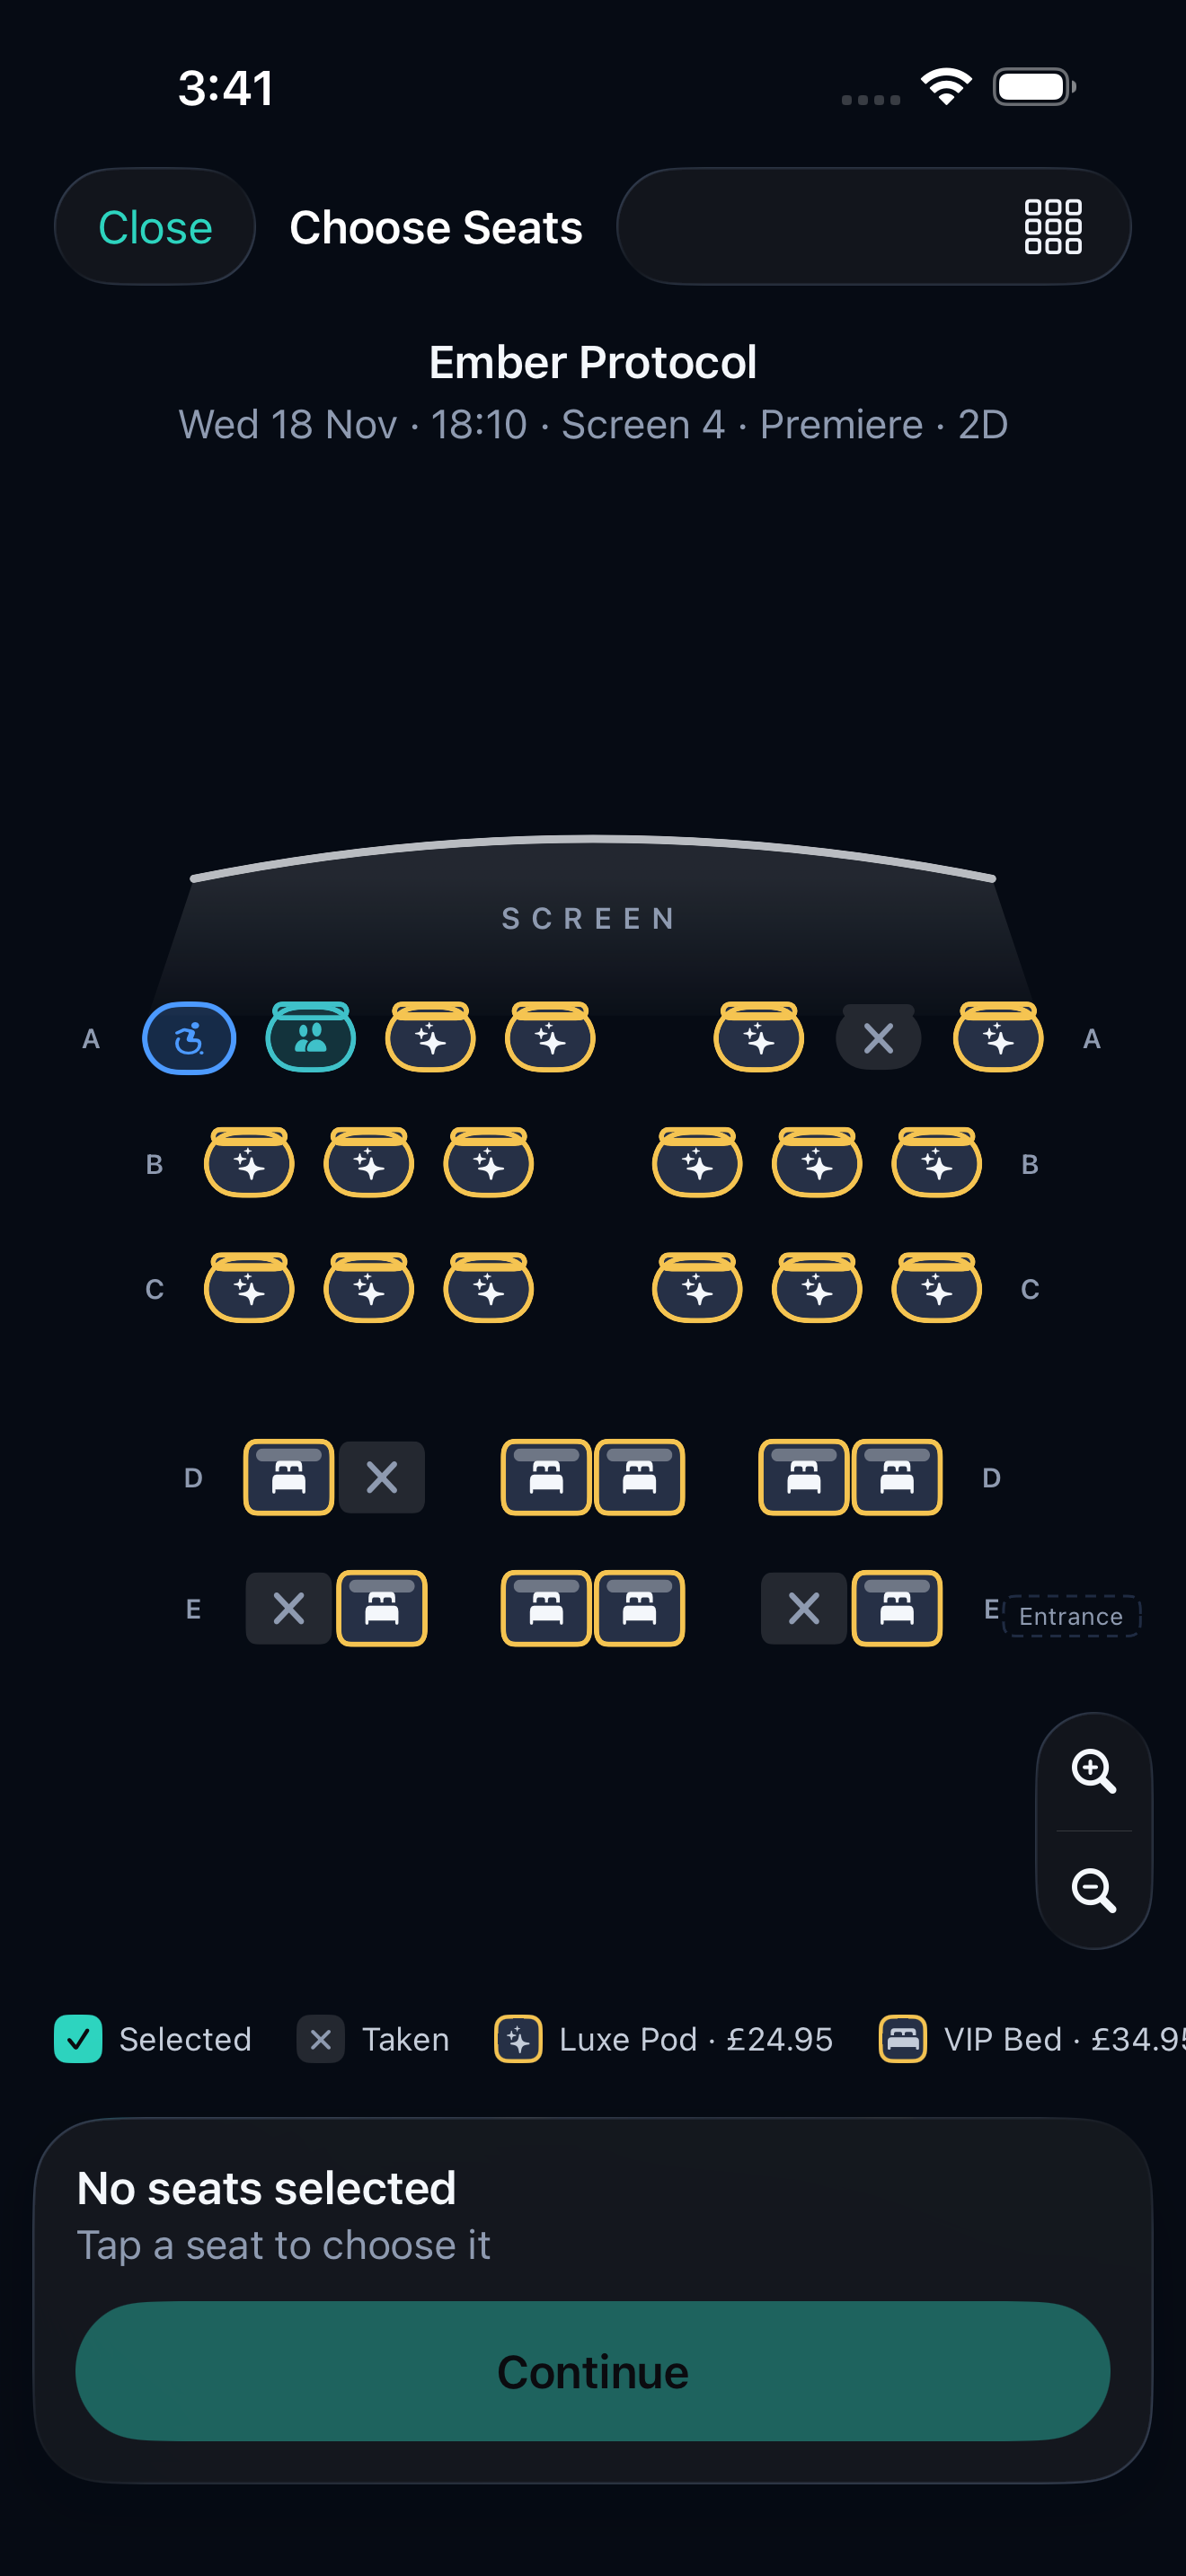 3:41
Close
Choose Seats
Ember Protocol
Wed 18 Nov · 18:10 · Screen 4 · Premiere · 2D
SCREEN
A A
B B
C C
D D
E E Entrance
Selected Taken Luxe Pod · £24.95 VIP Bed · £34.95
No seats selected
Tap a seat to choose it
Continue